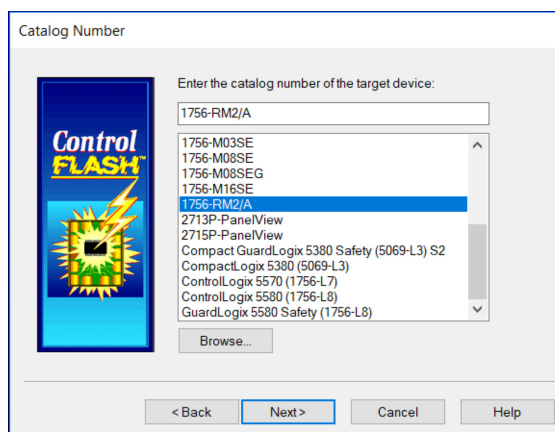 Catalog Number
Control
FLASH™
Enter the catalog number of the target device:
1756-RM2/A
1756-M03SE
1756-M08SE
1756-M08SEG
1756-M16SE
1756-RM2/A
2713P-PanelView
2715P-PanelView
Compact GuardLogix 5380 Safety (5069-L3) S2
CompactLogix 5380 (5069-L3)
ControlLogix 5570 (1756-L7)
ControlLogix 5580 (1756-L8)
GuardLogix 5580 Safety (1756-L8)
Browse...
< Back
Next >
Cancel
Help